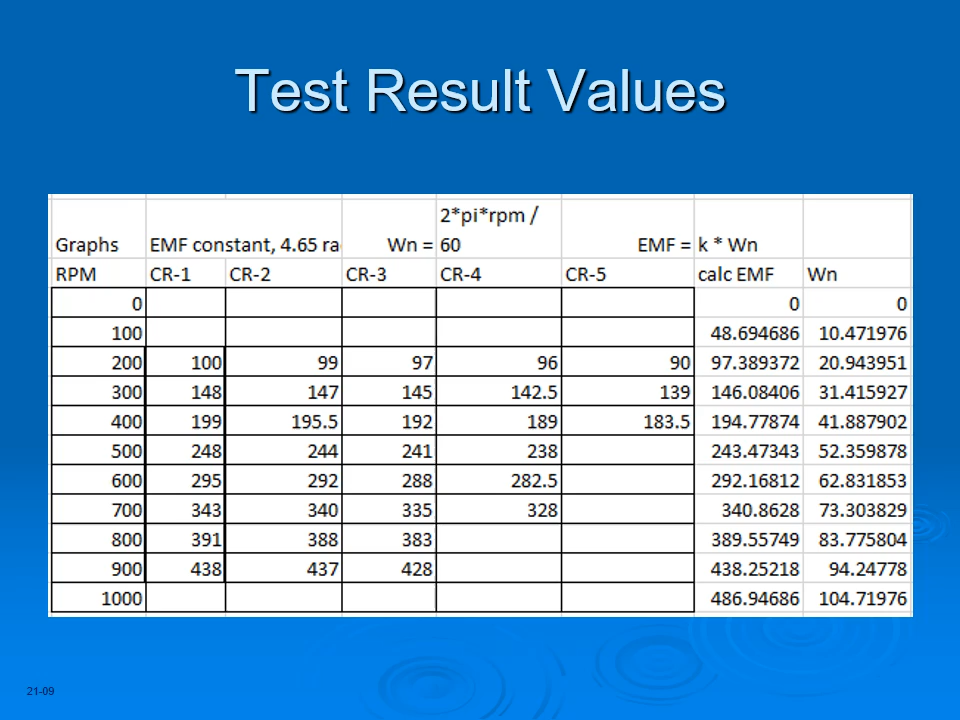 Test Result Values
2*pi*rpm /
Graphs EMF constant, 4.65 ra Wn = 60 EMF = k * Wn
RPM CR-1 CR-2 CR-3 CR-4 CR-5 calc EMF Wn
0 0 0
100 48.694686 10.471976
200 100 99 97 96 90 97.389372 20.943951
300 148 147 145 142.5 139 146.08406 31.415927
400 199 195.5 192 189 183.5 194.77874 41.887902
500 248 244 241 238 243.47343 52.359878
600 295 292 288 282.5 292.16812 62.831853
700 343 340 335 328 340.8628 73.303829
800 391 388 383 389.55749 83.775804
900 438 437 428 438.25218 94.24778
1000 486.94686 104.71976
21-09